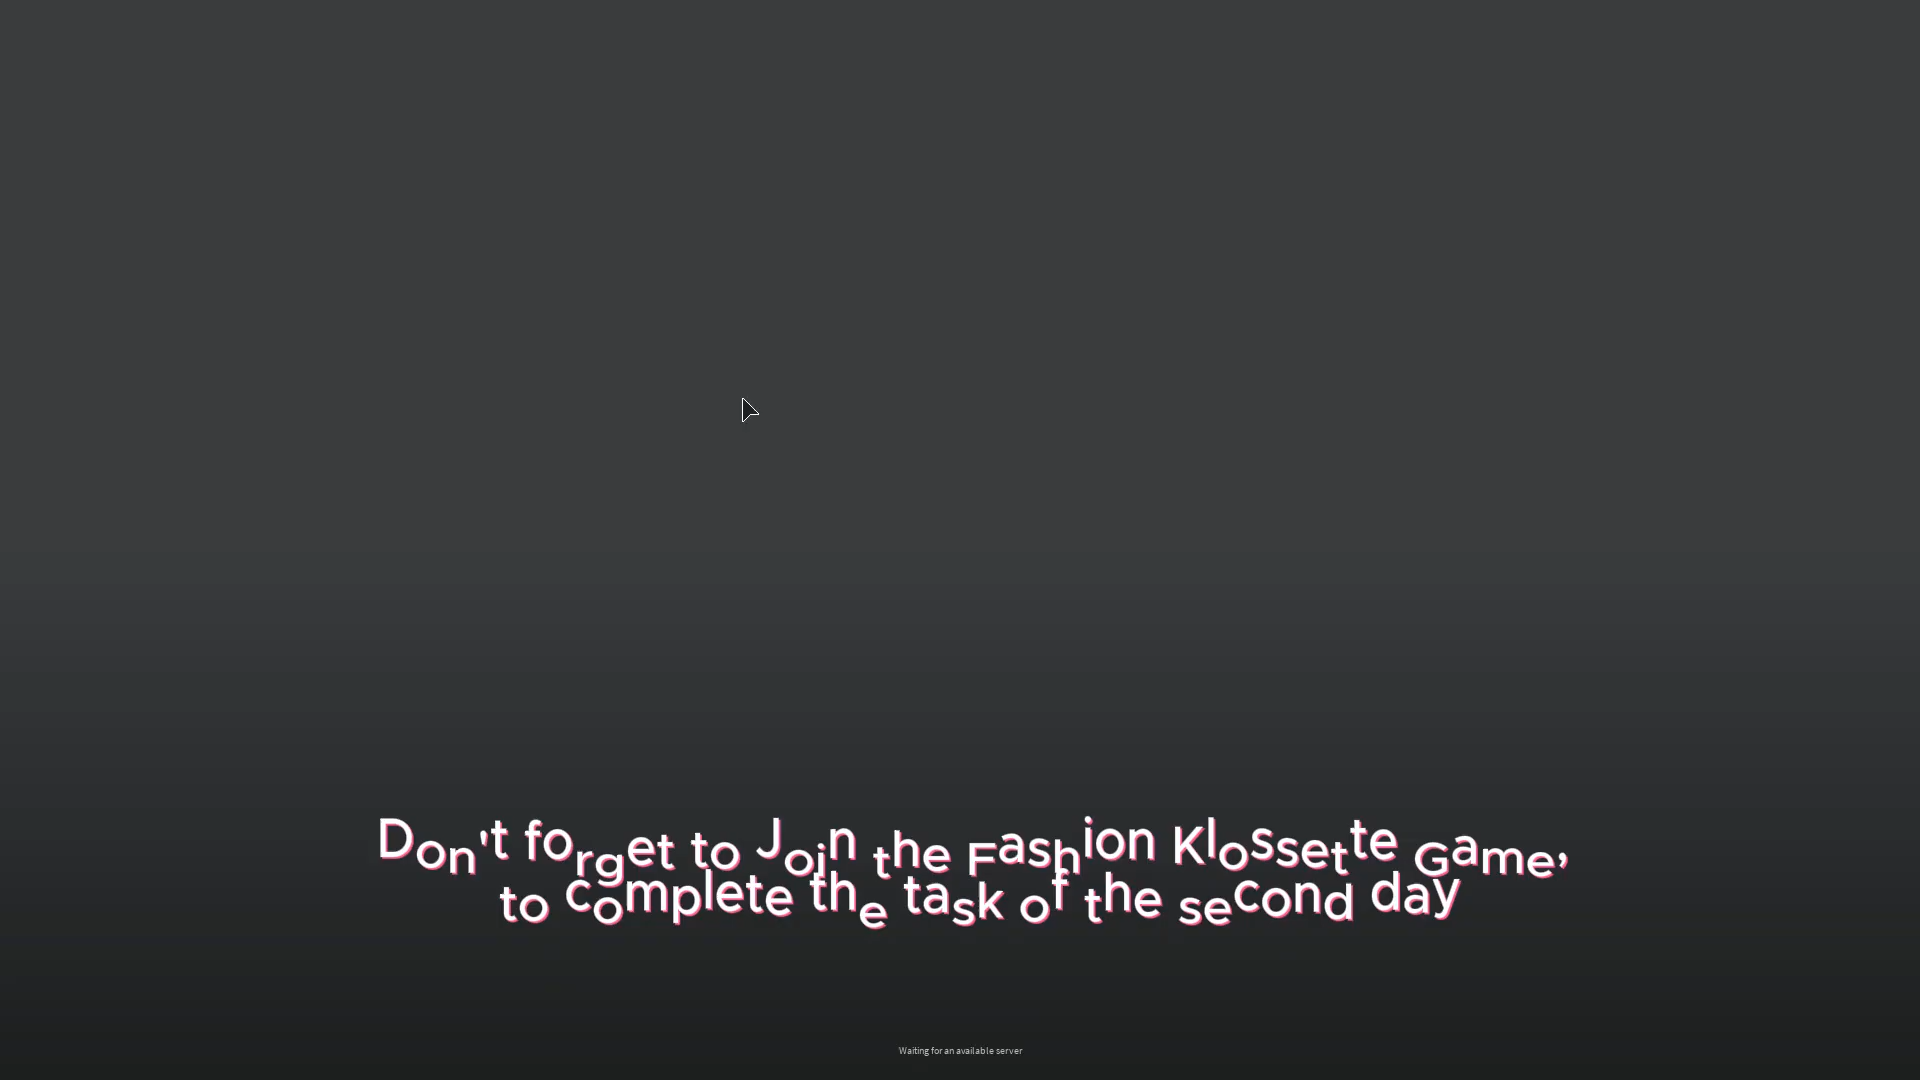 Don't forget to Join the Fashion Klossette Game,
to complete the task of the second day
Waiting for an available server